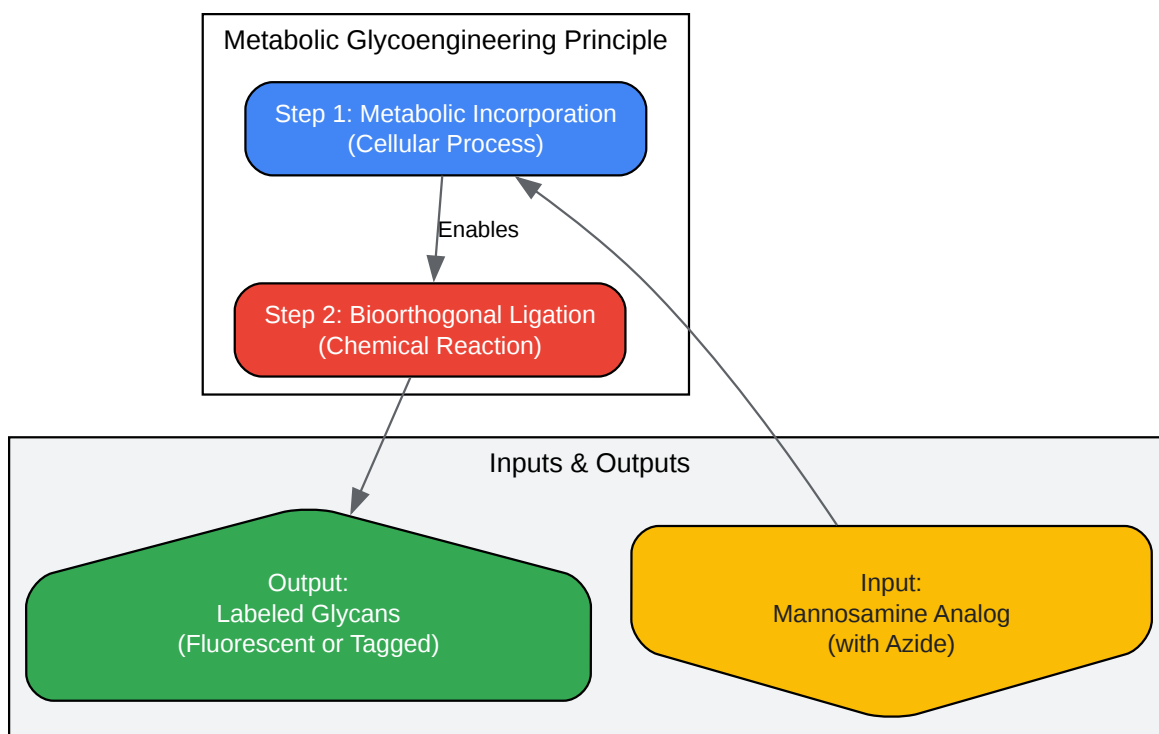 Metabolic Glycoengineering Principle
Step 1: Metabolic Incorporation
(Cellular Process)
Enables
Step 2: Bioorthogonal Ligation
(Chemical Reaction)
Inputs & Outputs
Output:
Labeled Glycans
(Fluorescent or Tagged)
Input:
Mannosamine Analog
(with Azide)